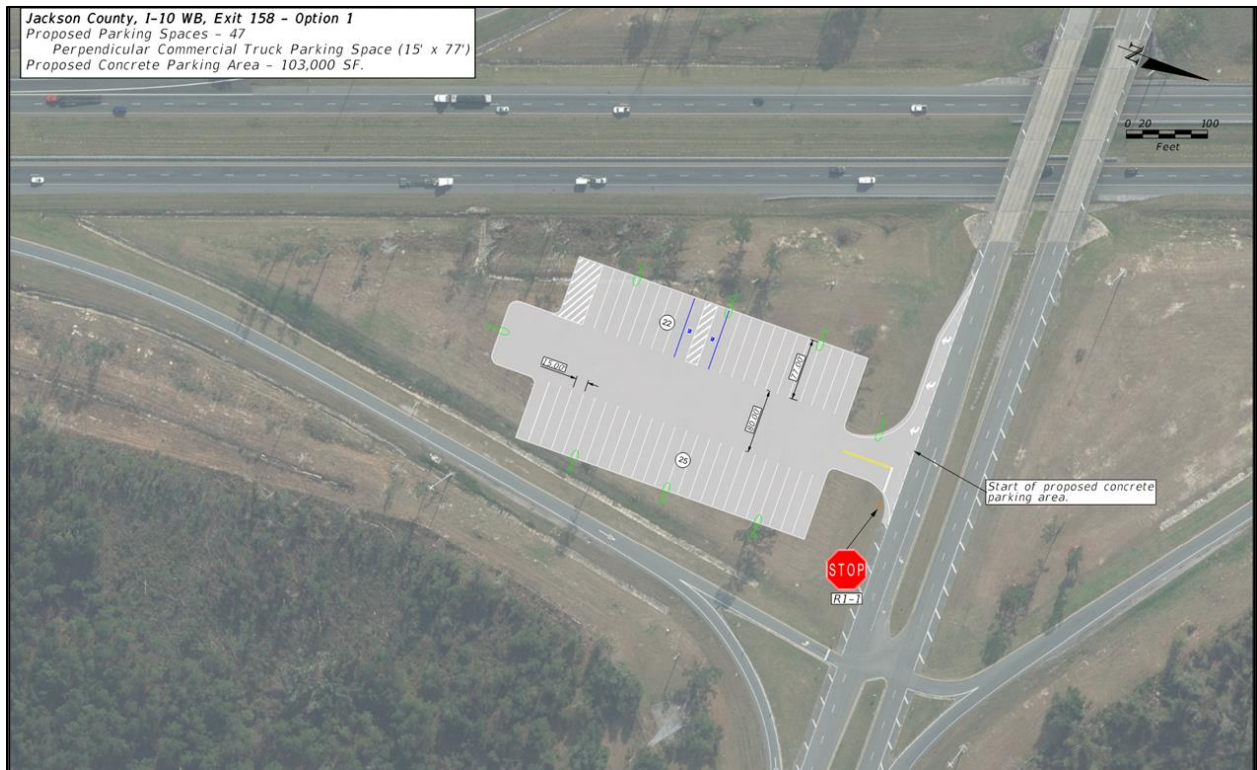 Jackson County, I-10 WB, Exit 158 - Option 1
Proposed Parking Spaces - 47
Perpendicular Commercial Truck Parking Space (15' x 77')
Proposed Concrete Parking Area - 103,000 SF.
N
0 20 100
Feet
22
15.00'
77.00'
80.00'
25
Start of proposed concrete
parking area.
STOP
R1-1